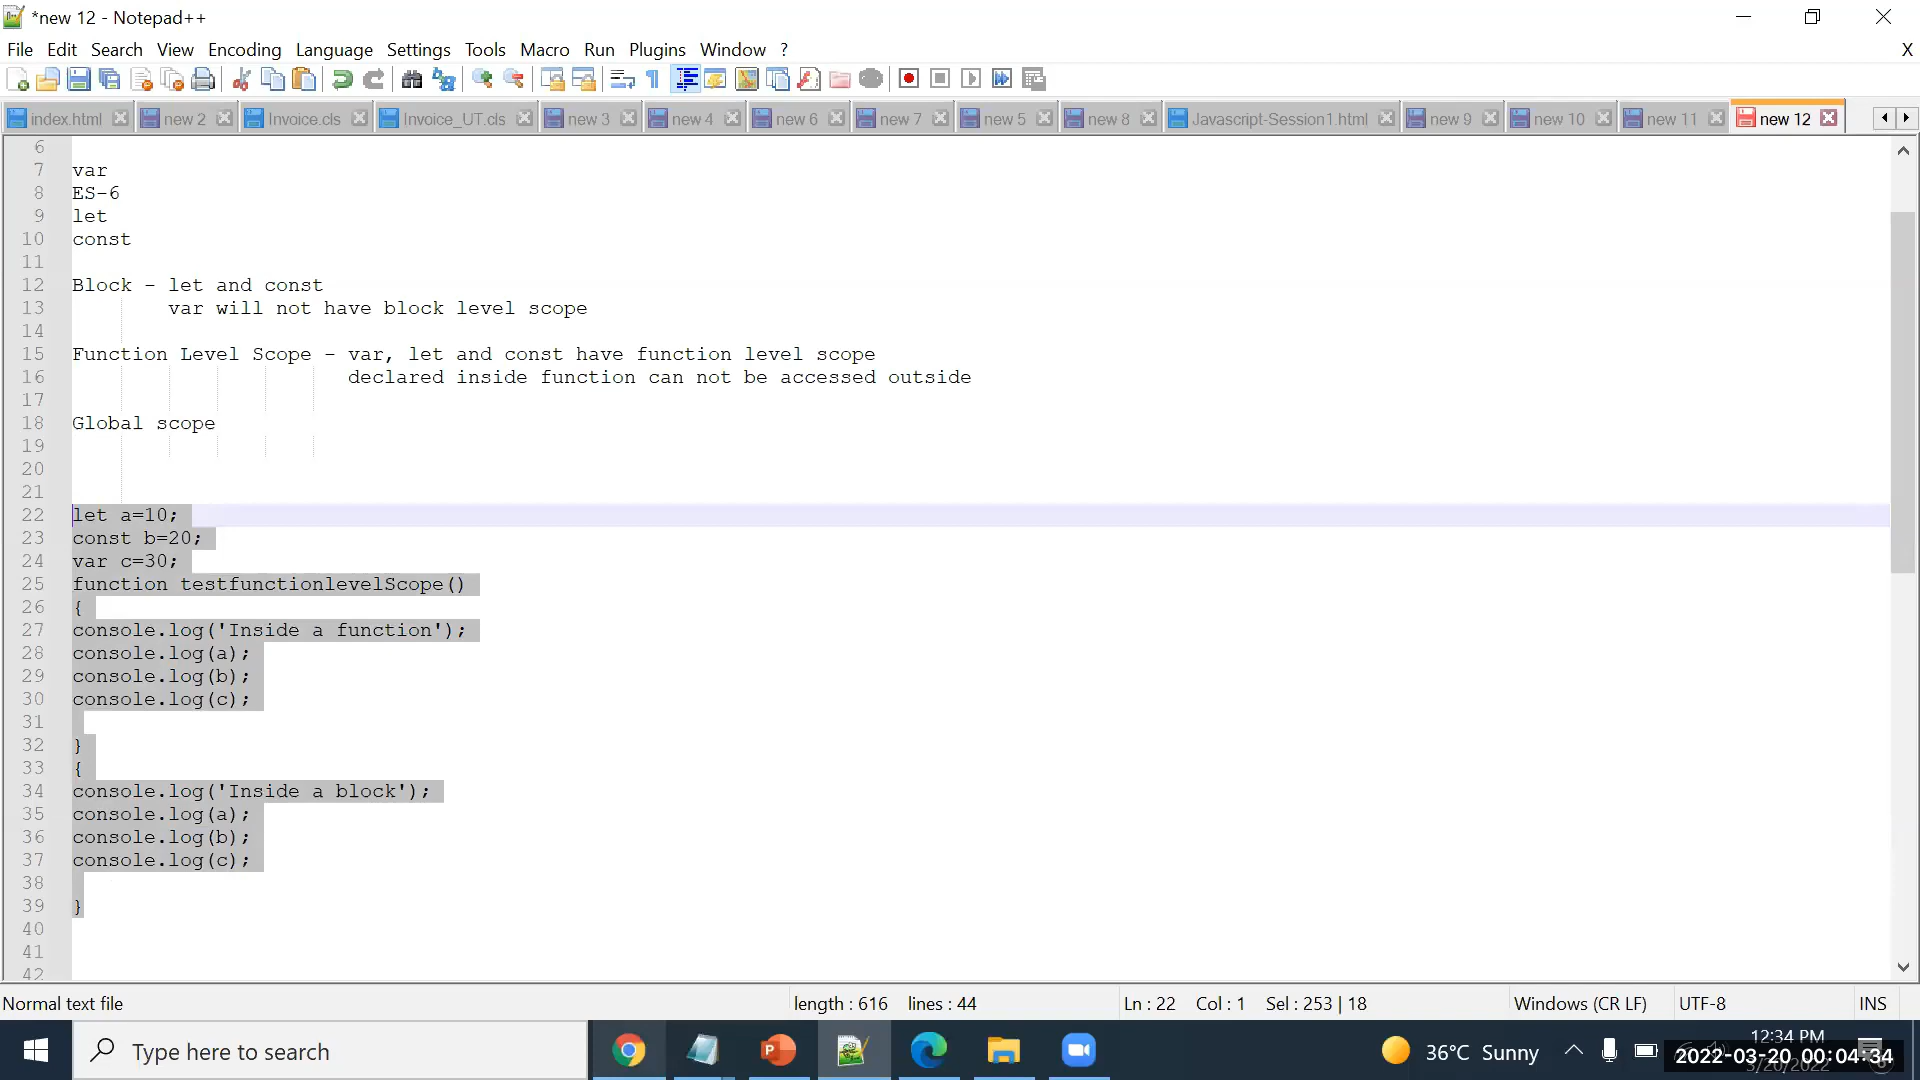 *new 12 - Notepad++
File Edit Search View Encoding Language Settings Tools Macro Run Plugins Window ?
X
index.html new 2 Invoice.cls Invoice_UT.cls new 3 new 4 new 6 new 7 new 5 new 8 Javascript-Session1.html new 9 new 10 new 11 new 12
6
7 var
8 ES-6
9 let
10 const
11
12 Block - let and const
13 var will not have block level scope
14
15 Function Level Scope - var, let and const have function level scope
16 declared inside function can not be accessed outside
17
18 Global scope
19
20
21
22 let a=10;
23 const b=20;
24 var c=30;
25 function testfunctionlevelScope()
26 {
27 console.log('Inside a function');
28 console.log(a);
29 console.log(b);
30 console.log(c);
31
32 }
33 {
34 console.log('Inside a block');
35 console.log(a);
36 console.log(b);
37 console.log(c);
38
39 }
40
41
42
Normal text file length : 616 lines : 44 Ln : 22 Col : 1 Sel : 253 | 18 Windows (CR LF) UTF-8 INS
Type here to search
36°C Sunny
12:34 PM
2022-03-20 00:04:34
3/20/2022